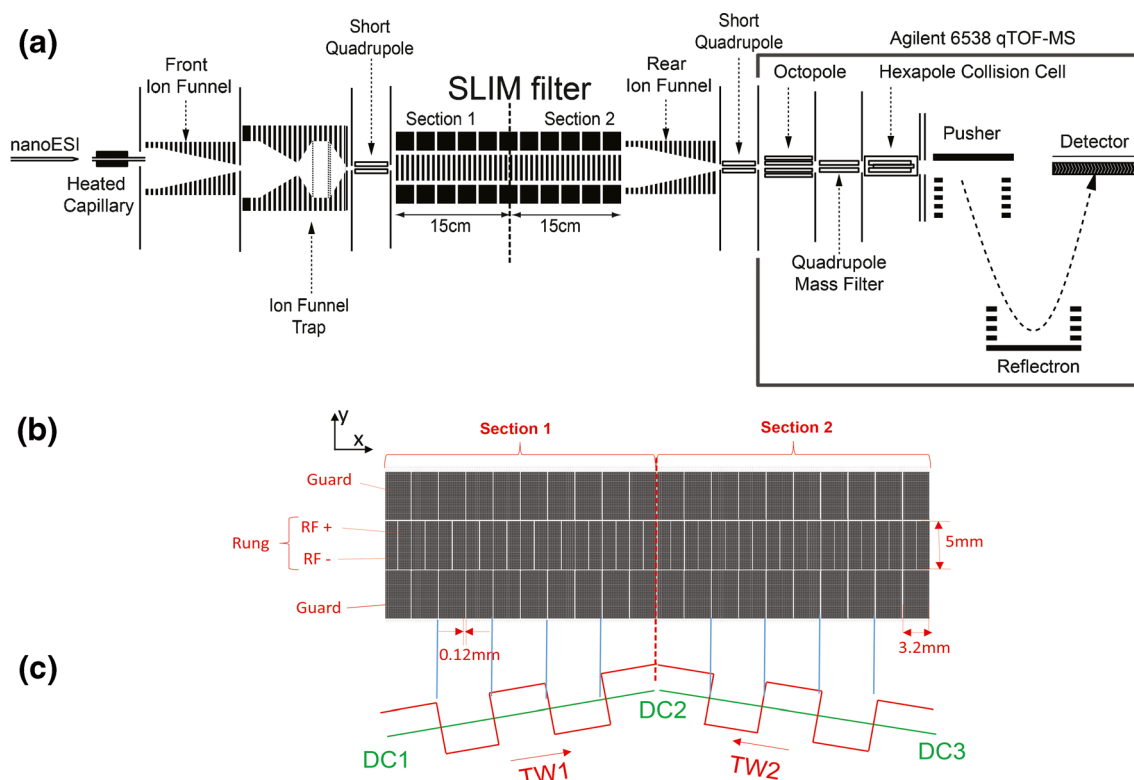 (a)
Agilent 6538 qTOF-MS
Short
Quadrupole
Front
Ion Funnel
SLIM filter
Section 1
Section 2
Rear
Ion Funnel
Short
Quadrupole
Octopole
Hexapole Collision Cell
Pusher
Detector
nanoESI
Heated
Capillary
15cm
15cm
Ion Funnel
Trap
Quadrupole
Mass Filter
Reflectron
(b)
y
x
Section 1
Section 2
Guard
RF +
Rung
RF -
5mm
Guard
0.12mm
3.2mm
(c)
DC1
DC2
DC3
TW1
TW2